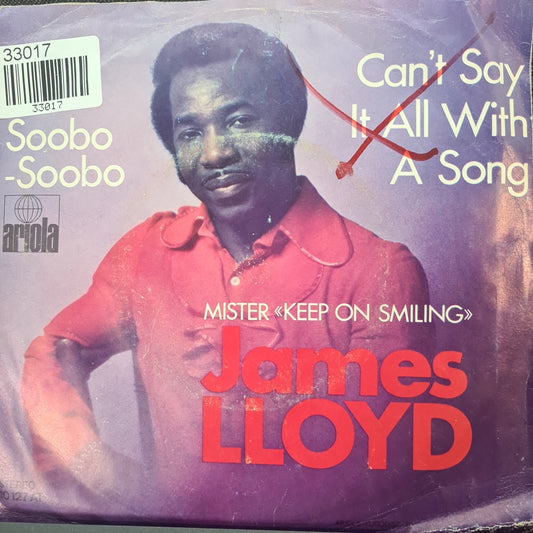 33017
33017
Soobo
-Soobo
ariola
Can't Say
It All With
A Song
MISTER «KEEP ON SMILING»
James
LLOYD
STEREO